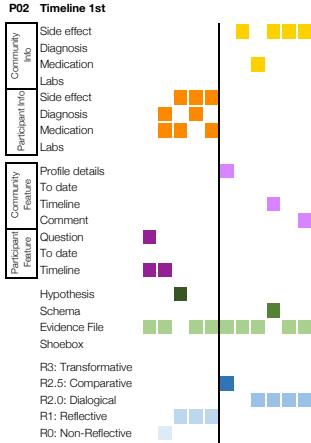 P02 Timeline 1st
Community
Info
Side effect
Diagnosis
Medication
Labs
Participant Info
Side effect
Diagnosis
Medication
Labs
Community
Feature
Profile details
To date
Timeline
Comment
Participant
Feature
Question
To date
Timeline
Hypothesis
Schema
Evidence File
Shoebox
R3: Transformative
R2.5: Comparative
R2.0: Dialogical
R1: Reflective
R0: Non-Reflective